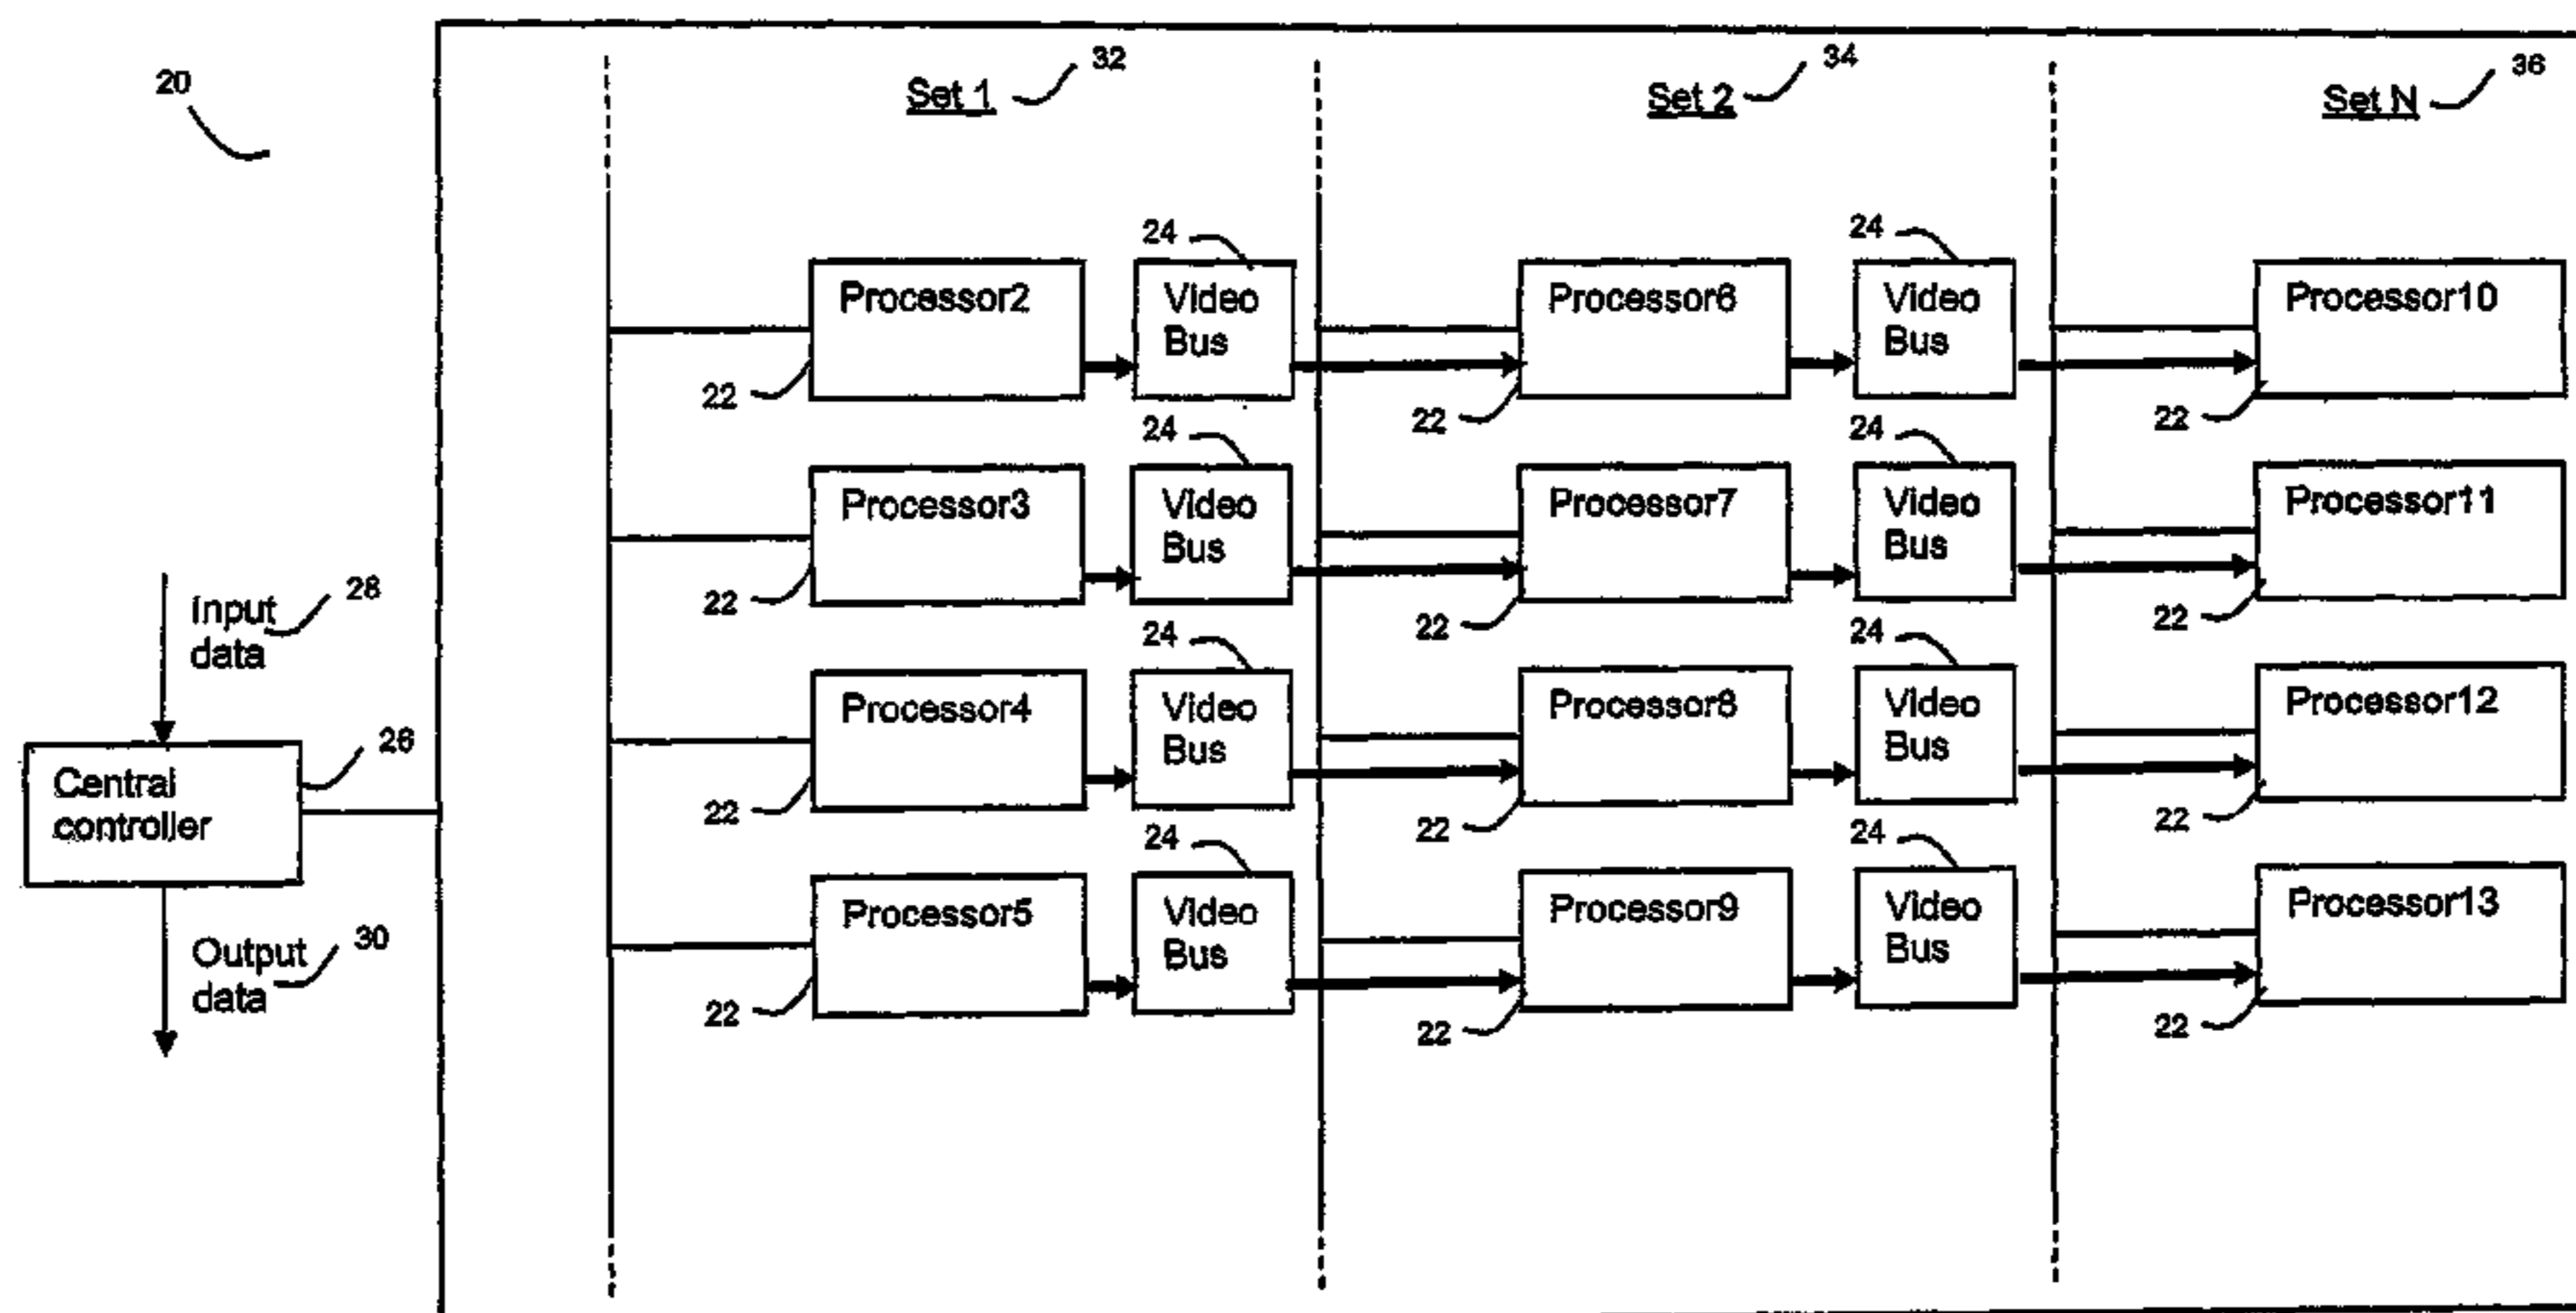 20
Set 1
32
Set 2
34
Set N
36
24
24
Processor2
Video
Bus
Processor6
Video
Bus
Processor10
22
22
22
24
24
Processor3
Video
Bus
Processor7
Video
Bus
Processor11
22
22
22
Input
data
28
24
24
Processor4
Video
Bus
Processor8
Video
Bus
Processor12
22
22
22
Central
controller
26
24
24
Processor5
Video
Bus
Processor9
Video
Bus
Processor13
22
22
22
Output
data
30